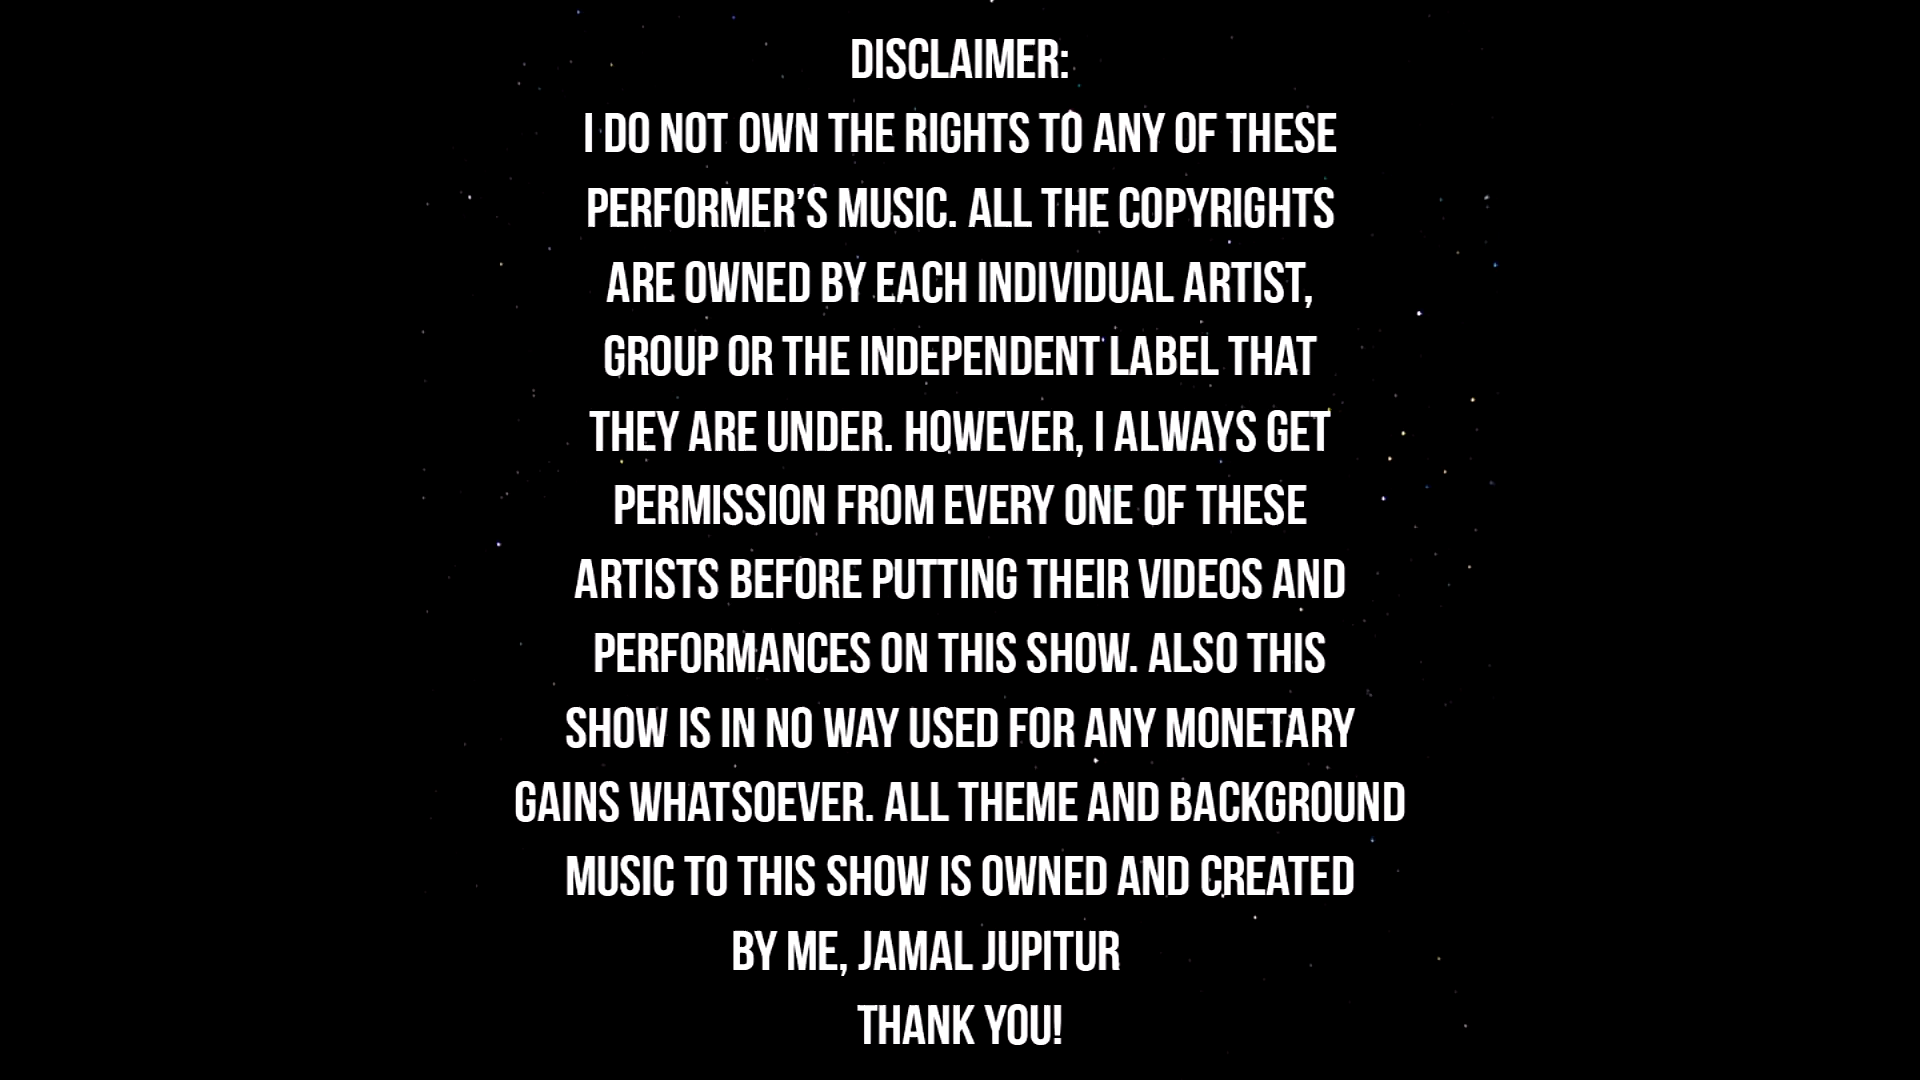 DISCLAIMER:
I DO NOT OWN THE RIGHTS TO ANY OF THESE
PERFORMER'S MUSIC. ALL THE COPYRIGHTS
ARE OWNED BY EACH INDIVIDUAL ARTIST,
GROUP OR THE INDEPENDENT LABEL THAT
THEY ARE UNDER. HOWEVER, I ALWAYS GET
PERMISSION FROM EVERY ONE OF THESE
ARTISTS BEFORE PUTTING THEIR VIDEOS AND
PERFORMANCES ON THIS SHOW. ALSO THIS
SHOW IS IN NO WAY USED FOR ANY MONETARY
GAINS WHATSOEVER. ALL THEME AND BACKGROUND
MUSIC TO THIS SHOW IS OWNED AND CREATED
BY ME, JAMAL JUPITUR
THANK YOU!